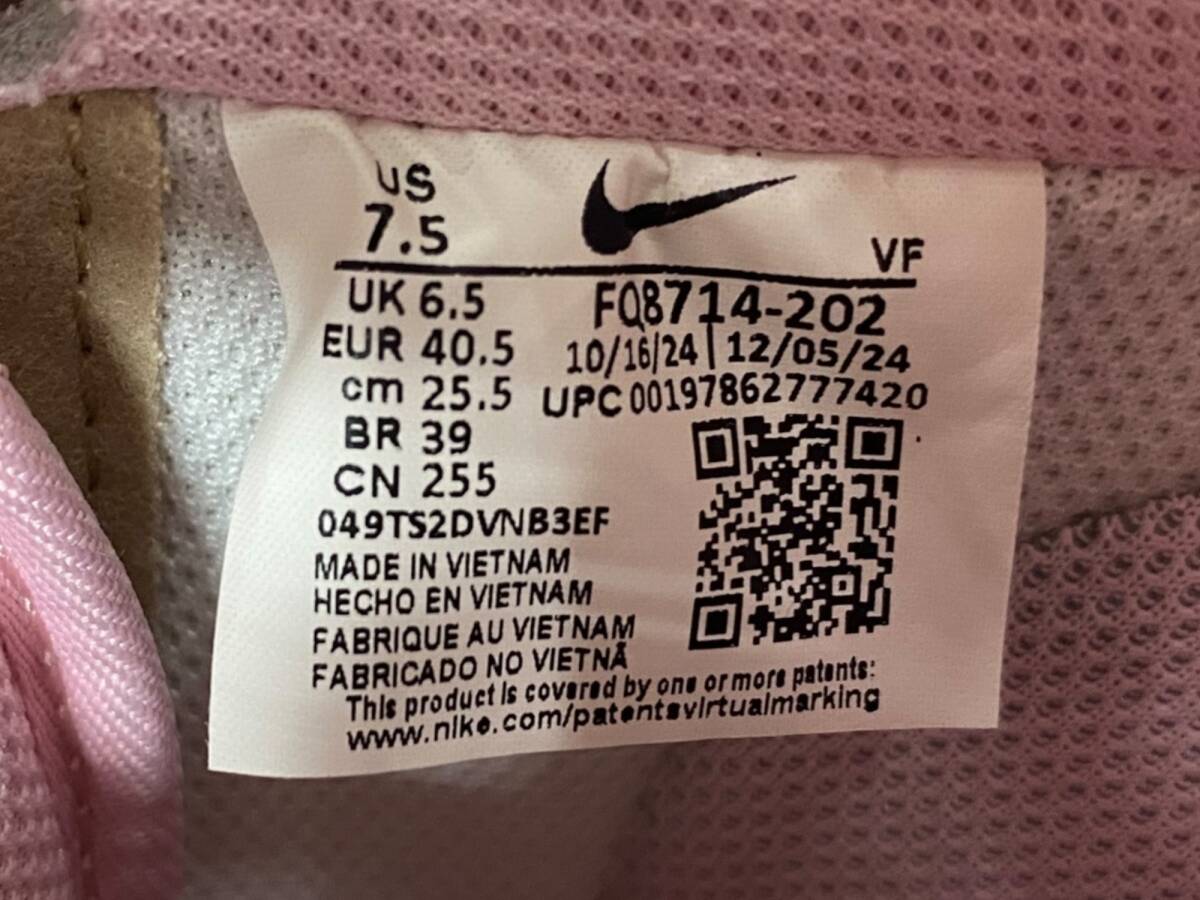 US
7.5
VF
UK 6.5
EUR 40.5
cm 25.5
BR 39
CN 255
FQ8714-202
10/16/24 | 12/05/24
UPC 00197862777420
049TS2DVNB3EF
MADE IN VIETNAM
HECHO EN VIETNAM
FABRIQUE AU VIETNAM
FABRICADO NO VIETNÃ
This product is covered by one or more patents:
www.nike.com/patentsvirtualmarking